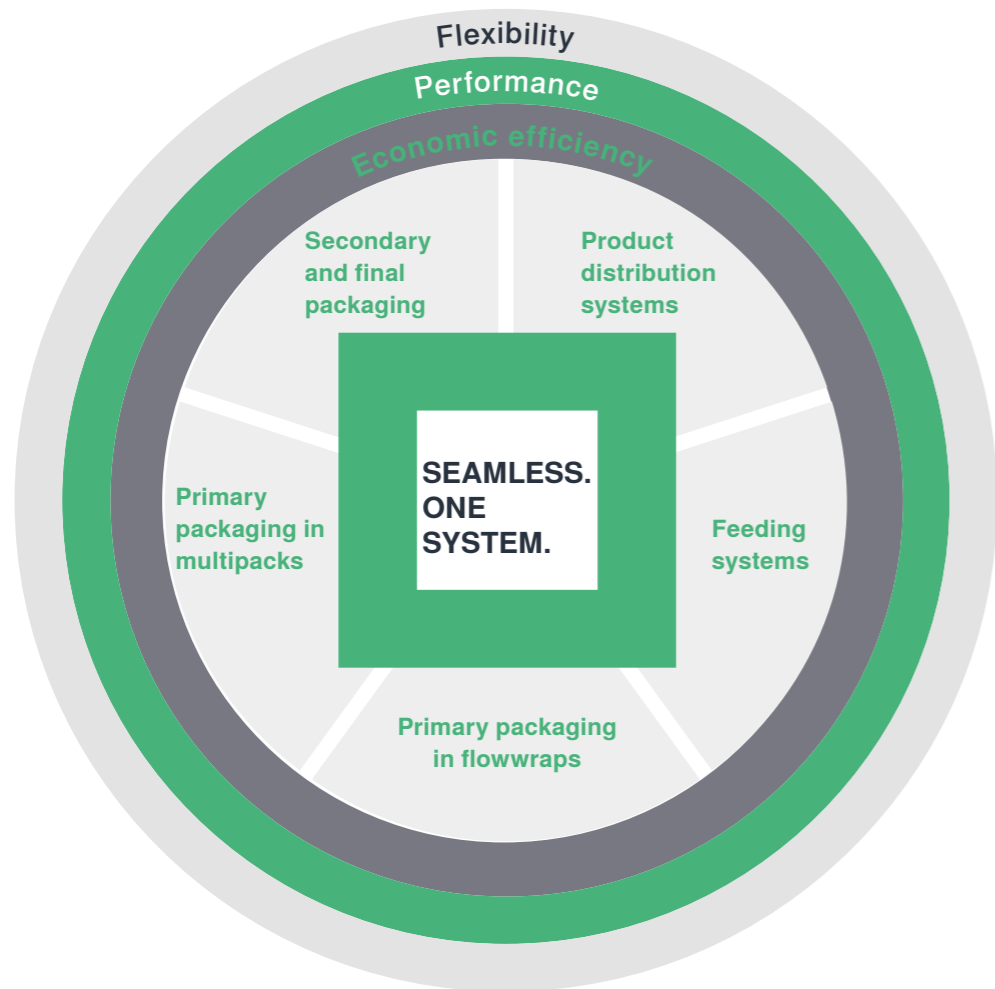 Flexibility
Performance
Economic efficiency
Secondary
and final
packaging
Product
distribution
systems
Primary
packaging in
multipacks
SEAMLESS.
ONE
SYSTEM.
Feeding
systems
Primary packaging
in flowwraps